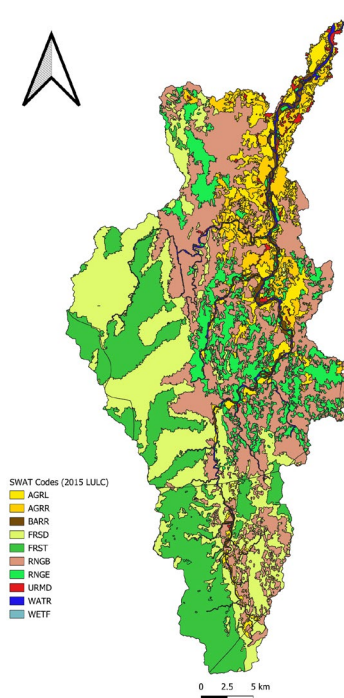 SWAT Codes (2015 LULC)
AGRL
AGRR
BARR
FRSD
FRST
RNGB
RNGE
URMD
WATR
WETF
0 2.5 5 km